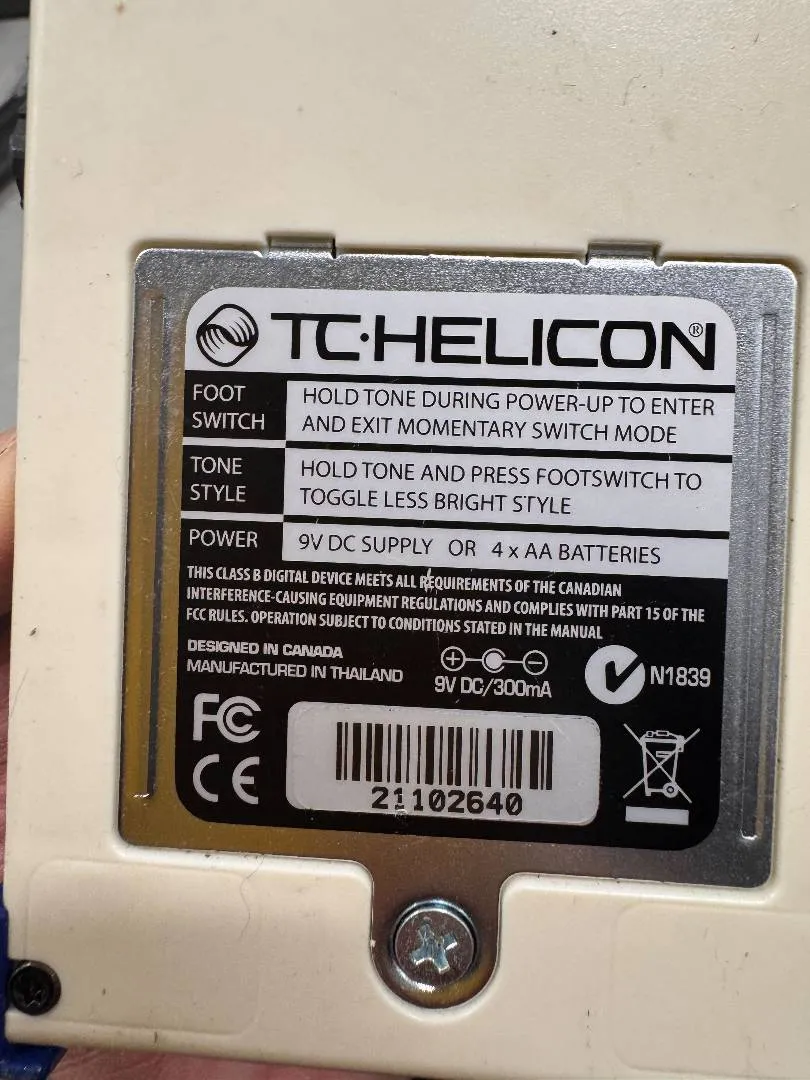 TC·HELICON®
FOOT SWITCH
HOLD TONE DURING POWER-UP TO ENTER
AND EXIT MOMENTARY SWITCH MODE
TONE STYLE
HOLD TONE AND PRESS FOOTSWITCH TO
TOGGLE LESS BRIGHT STYLE
POWER
9V DC SUPPLY OR 4 x AA BATTERIES
THIS CLASS B DIGITAL DEVICE MEETS ALL REQUIREMENTS OF THE CANADIAN
INTERFERENCE-CAUSING EQUIPMENT REGULATIONS AND COMPLIES WITH PART 15 OF THE
FCC RULES. OPERATION SUBJECT TO CONDITIONS STATED IN THE MANUAL
DESIGNED IN CANADA
MANUFACTURED IN THAILAND
9V DC/300mA
N1839
FC
CE
21102640